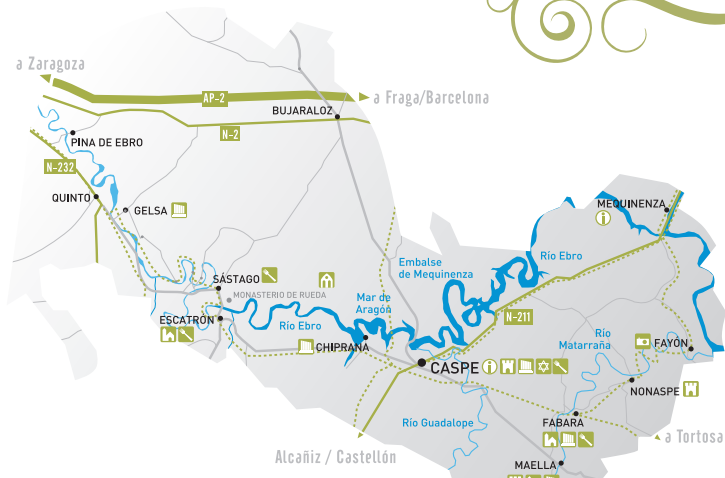 a Zaragoza
AP-2
a Fraga/Barcelona
BUJARALOZ
N-2
PINA DE EBRO
N-232
QUINTO
GELSA
MEQUINENZA
i
Embalse
de Mequinenza
Río Ebro
SÁSTAGO
MONASTERIO DE RUEDA
Mar de
Aragón
ESCATRÓN
Río Ebro
N-211
CHIPRANA
Río
Matarraña
FAYÓN
CASPE
i
NONASPE
Río Guadalope
FABARA
a Tortosa
Alcañiz / Castellón
MAELLA